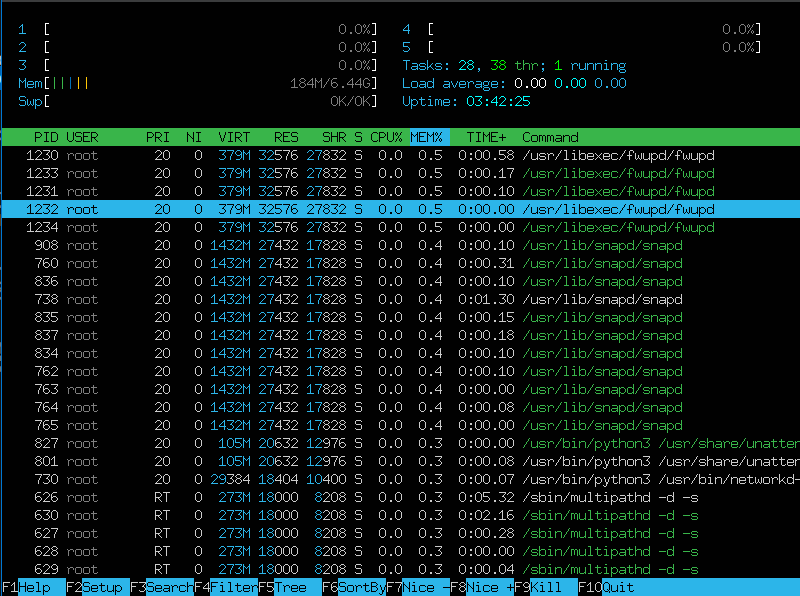 1 [ 0.0%] 4 [ 0.0%]
2 [ 0.0%] 5 [ 0.0%]
3 [ 0.0%] Tasks: 28, 38 thr; 1 running
Mem[||||| 184M/6.44G] Load average: 0.00 0.00 0.00
Swp[ 0K/0K] Uptime: 03:42:25
PID USER PRI NI VIRT RES SHR S CPU% MEM% TIME+ Command
1230 root 20 0 379M 32576 27832 S 0.0 0.5 0:00.58 /usr/libexec/fwupd/fwupd
1233 root 20 0 379M 32576 27832 S 0.0 0.5 0:00.17 /usr/libexec/fwupd/fwupd
1231 root 20 0 379M 32576 27832 S 0.0 0.5 0:00.10 /usr/libexec/fwupd/fwupd
1232 root 20 0 379M 32576 27832 S 0.0 0.5 0:00.00 /usr/libexec/fwupd/fwupd
1234 root 20 0 379M 32576 27832 S 0.0 0.5 0:00.00 /usr/libexec/fwupd/fwupd
908 root 20 0 1432M 27432 17828 S 0.0 0.4 0:00.10 /usr/lib/snapd/snapd
760 root 20 0 1432M 27432 17828 S 0.0 0.4 0:00.31 /usr/lib/snapd/snapd
836 root 20 0 1432M 27432 17828 S 0.0 0.4 0:00.10 /usr/lib/snapd/snapd
738 root 20 0 1432M 27432 17828 S 0.0 0.4 0:01.30 /usr/lib/snapd/snapd
835 root 20 0 1432M 27432 17828 S 0.0 0.4 0:00.15 /usr/lib/snapd/snapd
837 root 20 0 1432M 27432 17828 S 0.0 0.4 0:00.18 /usr/lib/snapd/snapd
834 root 20 0 1432M 27432 17828 S 0.0 0.4 0:00.10 /usr/lib/snapd/snapd
762 root 20 0 1432M 27432 17828 S 0.0 0.4 0:00.10 /usr/lib/snapd/snapd
763 root 20 0 1432M 27432 17828 S 0.0 0.4 0:00.00 /usr/lib/snapd/snapd
764 root 20 0 1432M 27432 17828 S 0.0 0.4 0:00.08 /usr/lib/snapd/snapd
765 root 20 0 1432M 27432 17828 S 0.0 0.4 0:00.00 /usr/lib/snapd/snapd
827 root 20 0 105M 20632 12976 S 0.0 0.3 0:00.00 /usr/bin/python3 /usr/share/unatten
801 root 20 0 105M 20632 12976 S 0.0 0.3 0:00.08 /usr/bin/python3 /usr/share/unatten
730 root 20 0 29384 18404 10400 S 0.0 0.3 0:00.07 /usr/bin/python3 /usr/bin/networkd-
626 root RT 0 273M 18000 8208 S 0.0 0.3 0:05.32 /sbin/multipathd -d -s
630 root RT 0 273M 18000 8208 S 0.0 0.3 0:02.16 /sbin/multipathd -d -s
627 root RT 0 273M 18000 8208 S 0.0 0.3 0:00.28 /sbin/multipathd -d -s
628 root RT 0 273M 18000 8208 S 0.0 0.3 0:00.00 /sbin/multipathd -d -s
629 root RT 0 273M 18000 8208 S 0.0 0.3 0:00.04 /sbin/multipathd -d -s
F1Help F2Setup F3SearchF4FilterF5Tree F6SortByF7Nice -F8Nice +F9Kill F10Quit